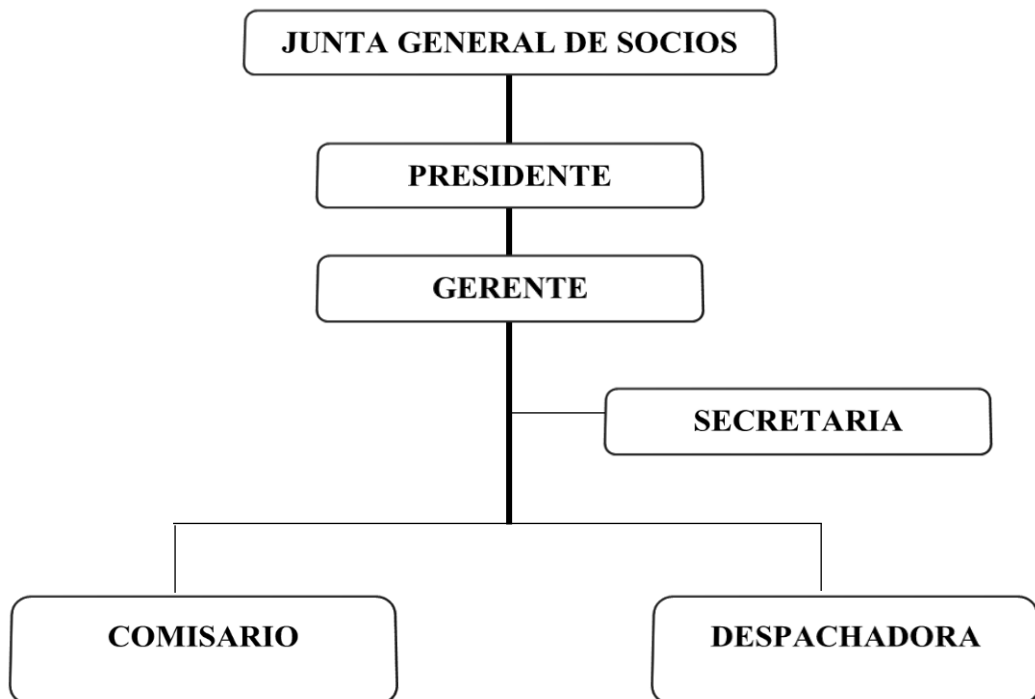 JUNTA GENERAL DE SOCIOS
PRESIDENTE
GERENTE
SECRETARIA
COMISARIO
DESPACHADORA